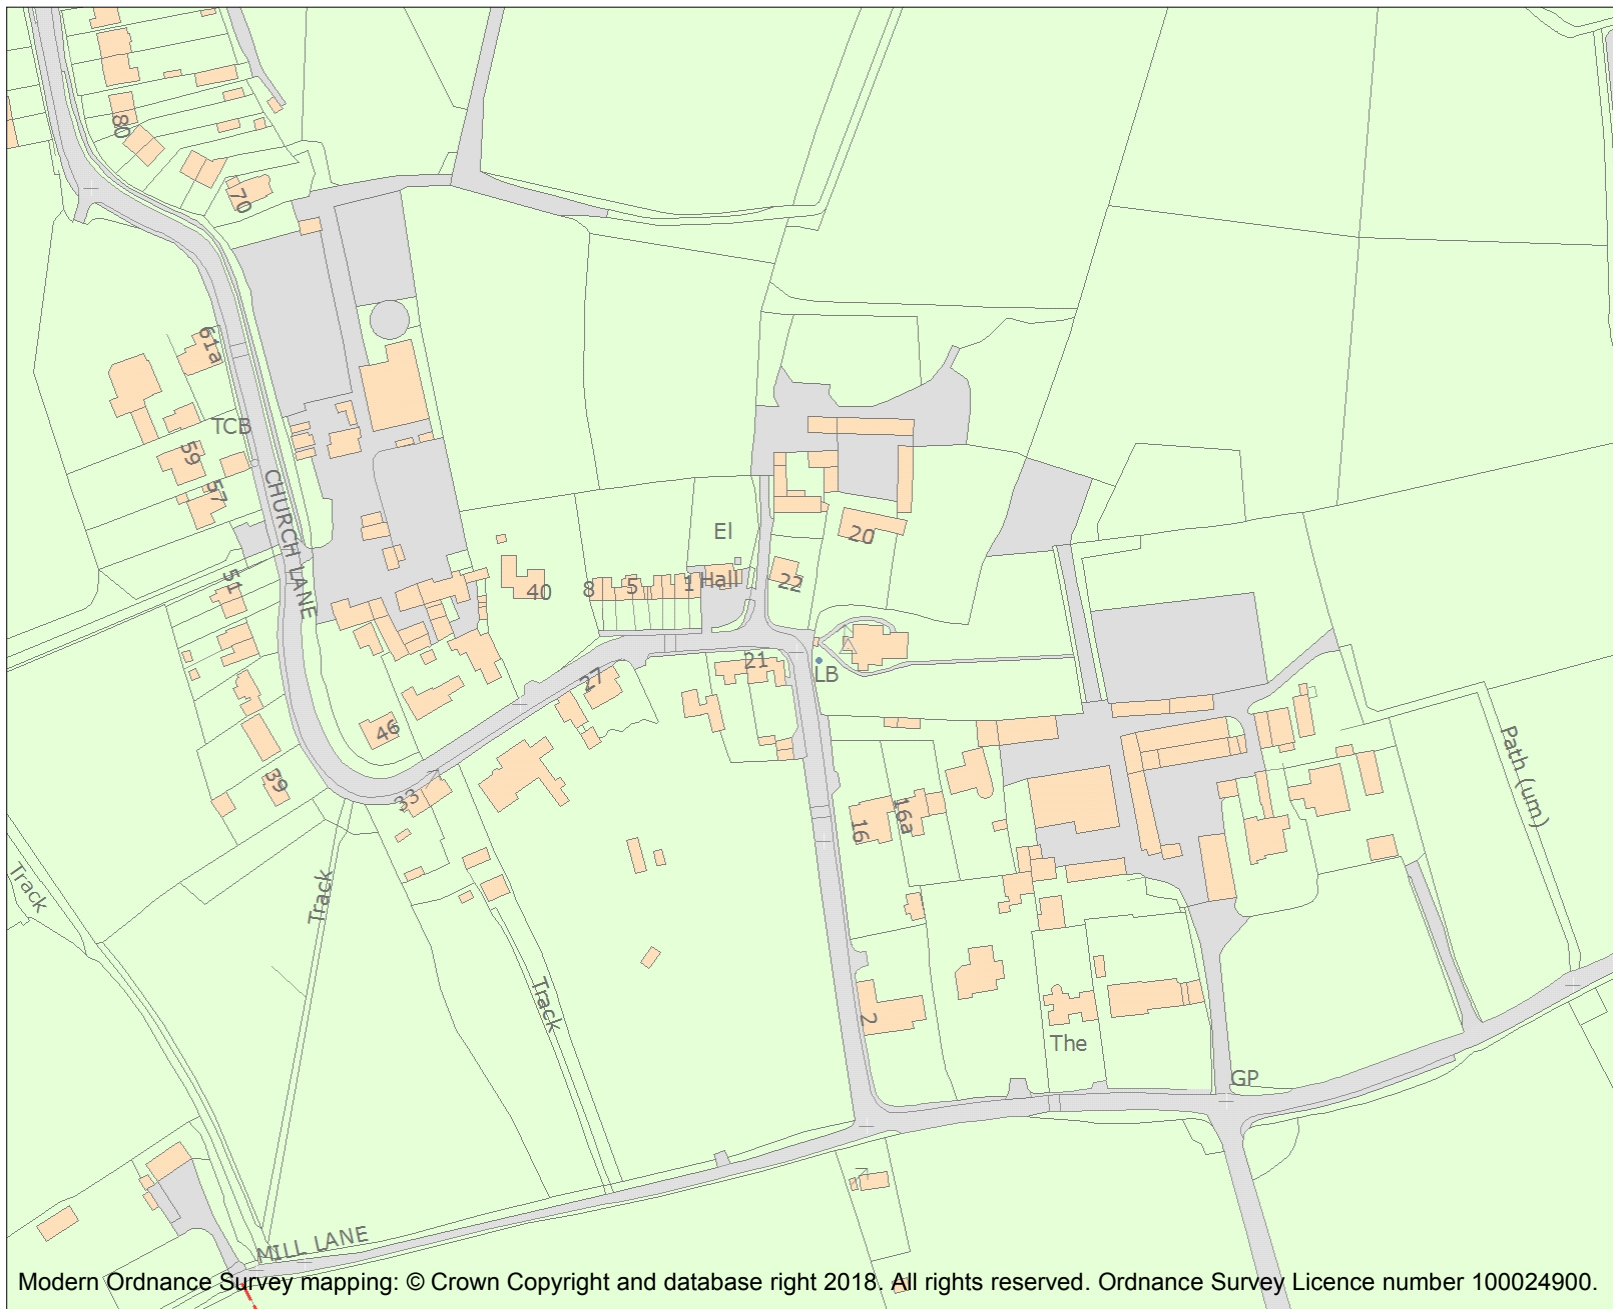 80
70
61a
TCB
59
57
CHURCH LANE
El
20
51
40
8
5
1
Hall
22
21
LB
27
46
39
33
16
16a
Path (um)
Track
Track
Track
2
The
GP
7
MILL LANE
Modern Ordnance Survey mapping: © Crown Copyright and database right 2018. All rights reserved. Ordnance Survey Licence number 100024900.